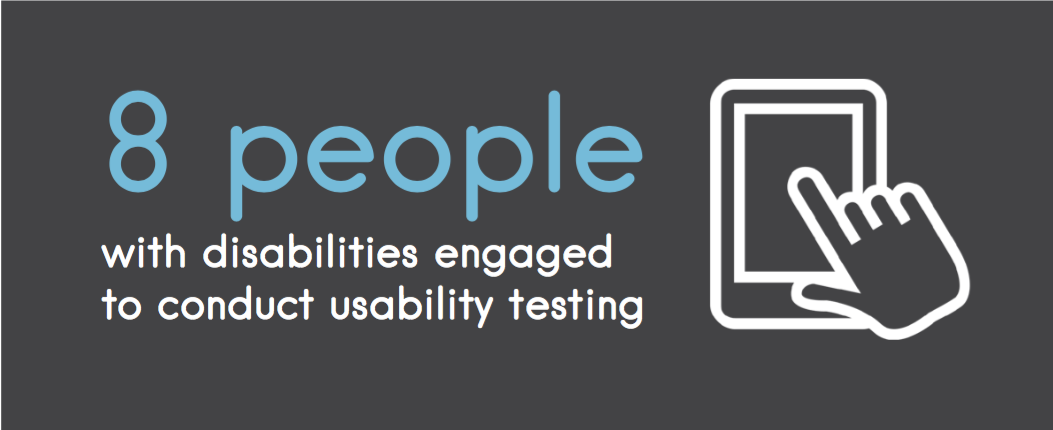 8 people
with disabilities engaged
to conduct usability testing